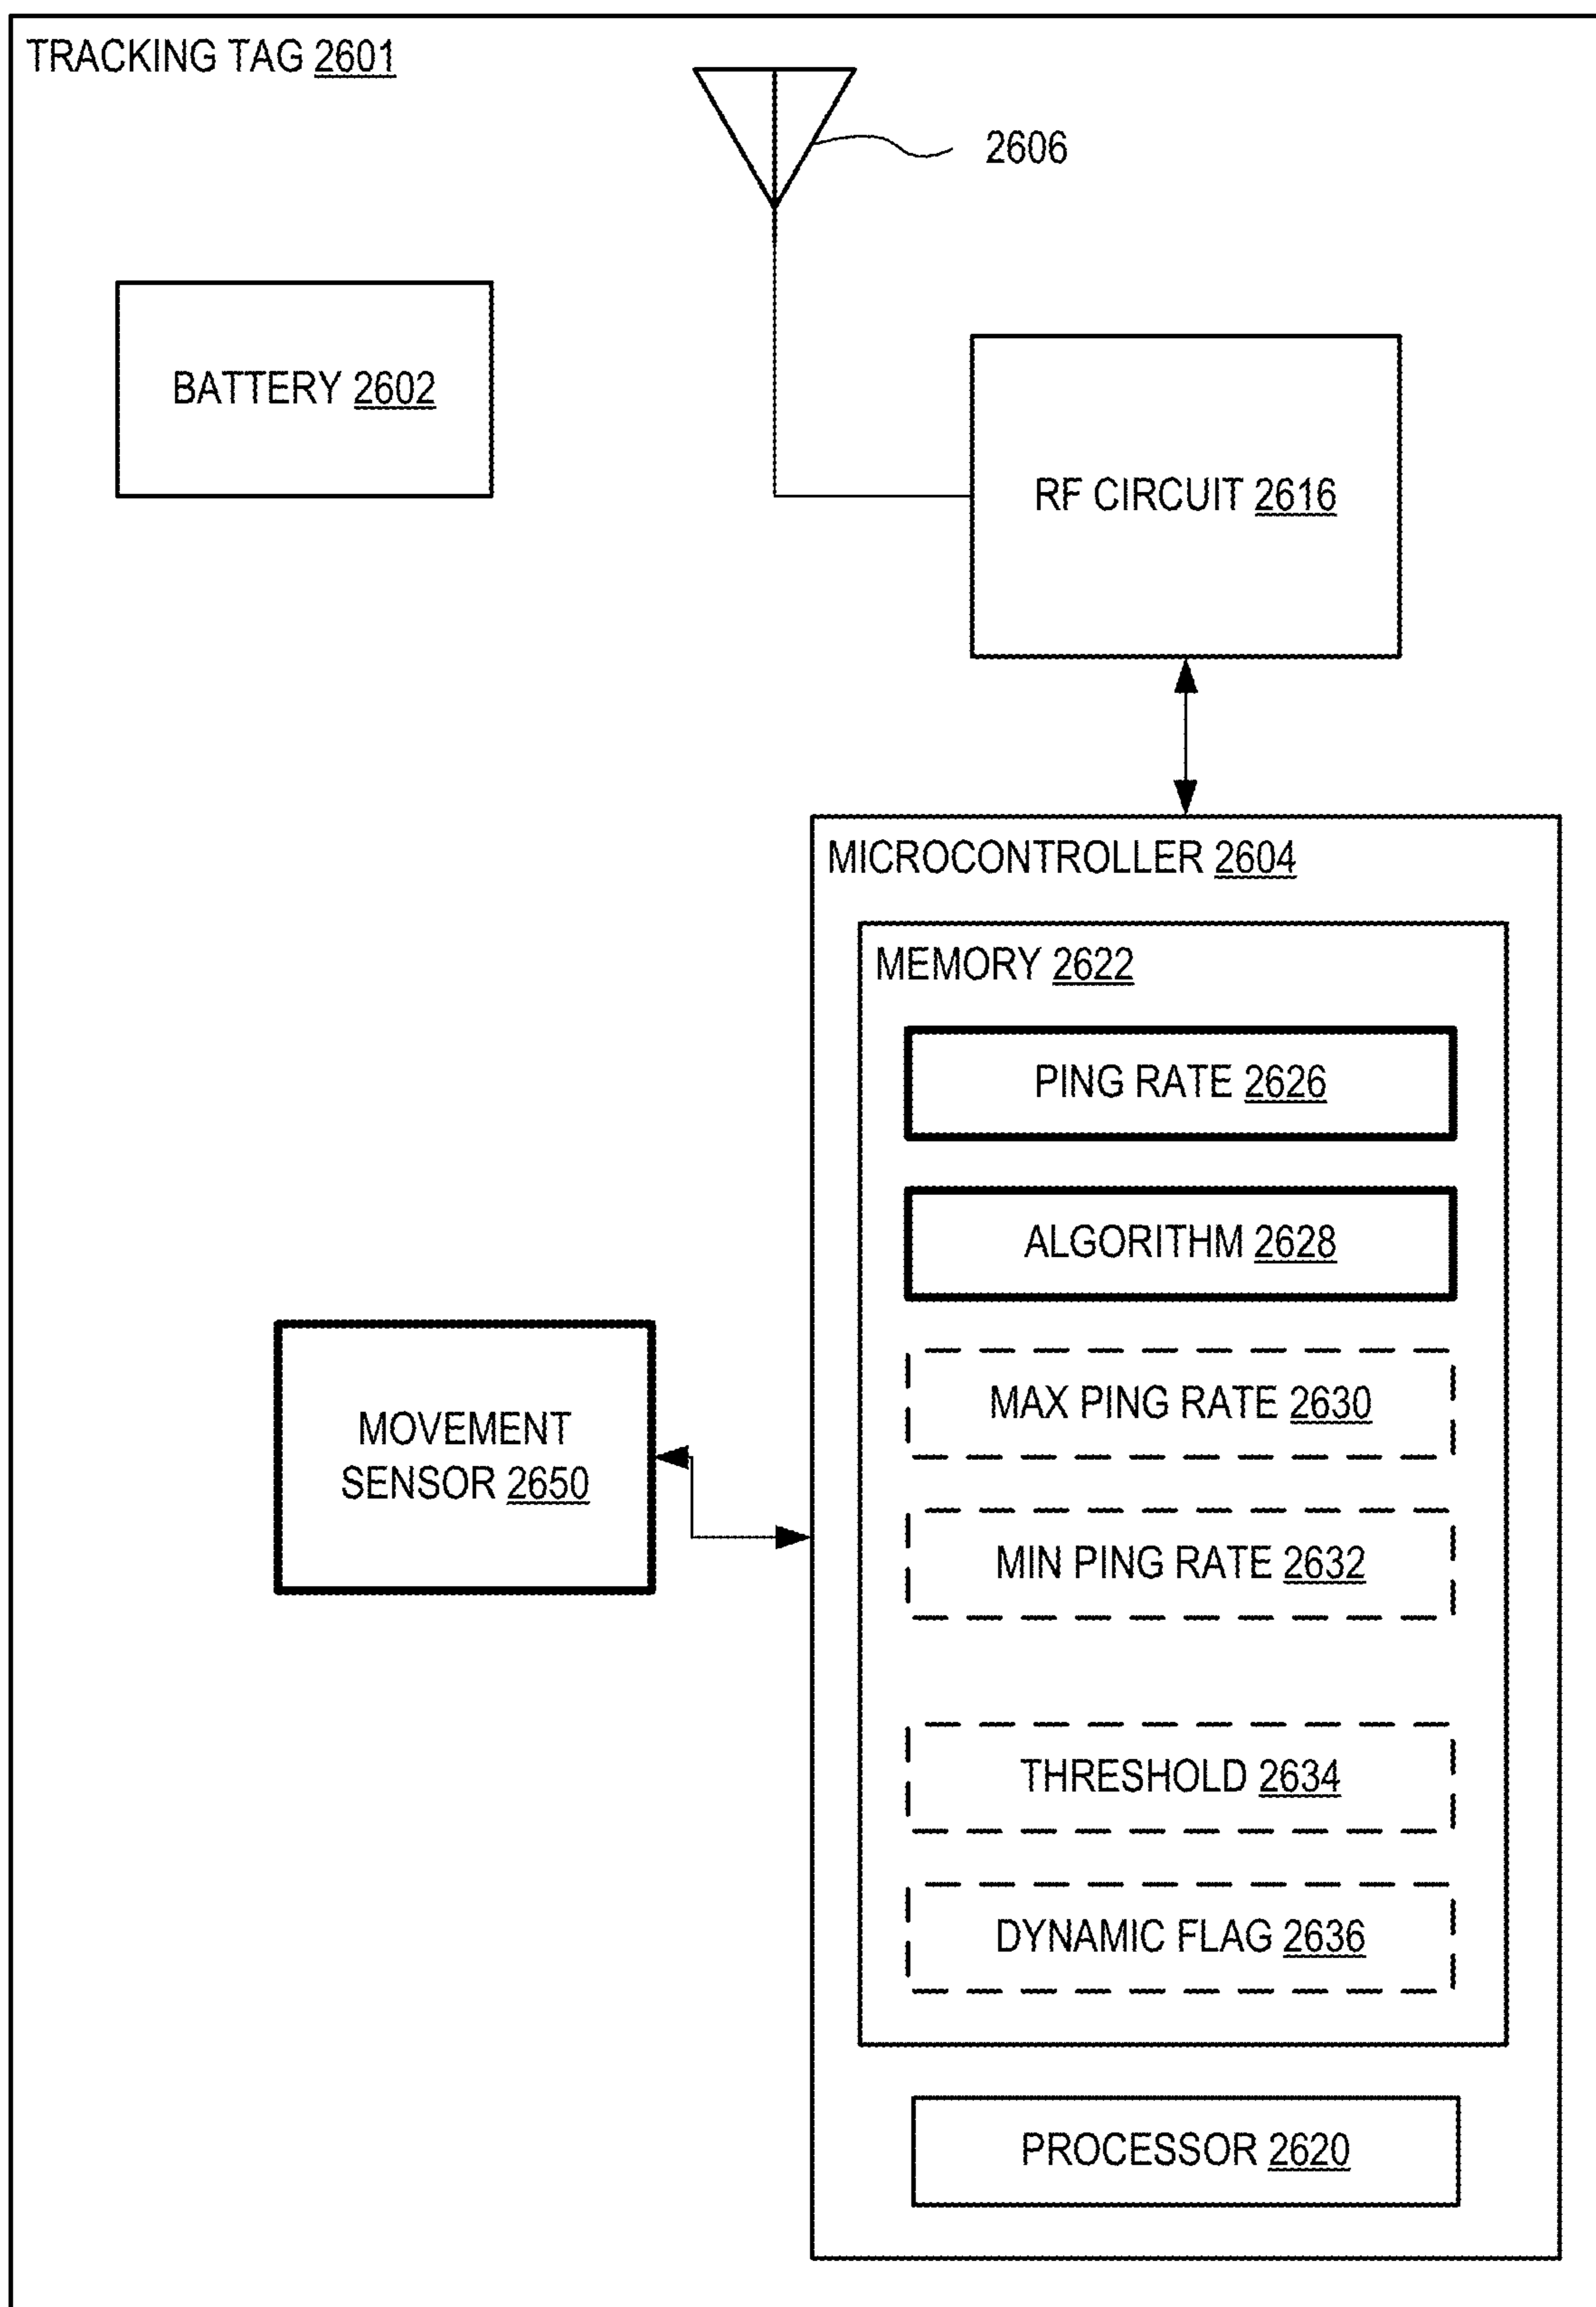 TRACKING TAG 2601
2606
BATTERY 2602
RF CIRCUIT 2616
MICROCONTROLLER 2604
MEMORY 2622
PING RATE 2626
ALGORITHM 2628
MAX PING RATE 2630
MOVEMENT
SENSOR 2650
MIN PING RATE 2632
THRESHOLD 2634
DYNAMIC FLAG 2636
PROCESSOR 2620